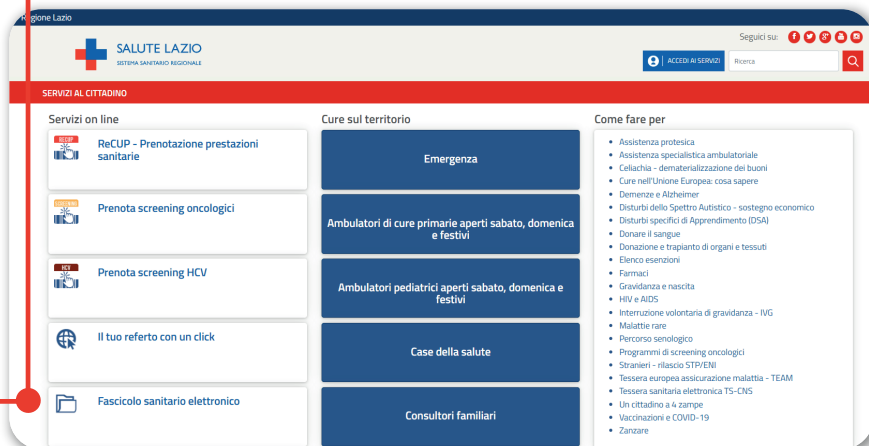 Regione Lazio
Seguici su:
SALUTE LAZIO
SISTEMA SANITARIO REGIONALE
ACCEDI AI SERVIZI
Ricerca
SERVIZI AL CITTADINO
Servizi on line
RECUP
ReCUP - Prenotazione prestazioni
sanitarie
SCREENING
Prenota screening oncologici
HCV
Prenota screening HCV
Il tuo referto con un click
Fascicolo sanitario elettronico
Cure sul territorio
Emergenza
Ambulatori di cure primarie aperti sabato, domenica
e festivi
Ambulatori pediatrici aperti sabato, domenica e
festivi
Case della salute
Consultori familiari
Come fare per
Assistenza protesica
Assistenza specialistica ambulatoriale
Celiachia - dematerializzazione dei buoni
Cure nell'Unione Europea: cosa sapere
Demenze e Alzheimer
Disturbi dello Spettro Autistico - sostegno economico
Disturbi specifici di Apprendimento (DSA)
Donare il sangue
Donazione e trapianto di organi e tessuti
Elenco esenzioni
Farmaci
Gravidanza e nascita
HIV e AIDS
Interruzione volontaria di gravidanza - IVG
Malattie rare
Percorso senologico
Programmi di screening oncologici
Stranieri - rilascio STP/ENI
Tessera europea assicurazione malattia - TEAM
Tessera sanitaria elettronica TS-CNS
Un cittadino a 4 zampe
Vaccinazioni e COVID-19
Zanzare